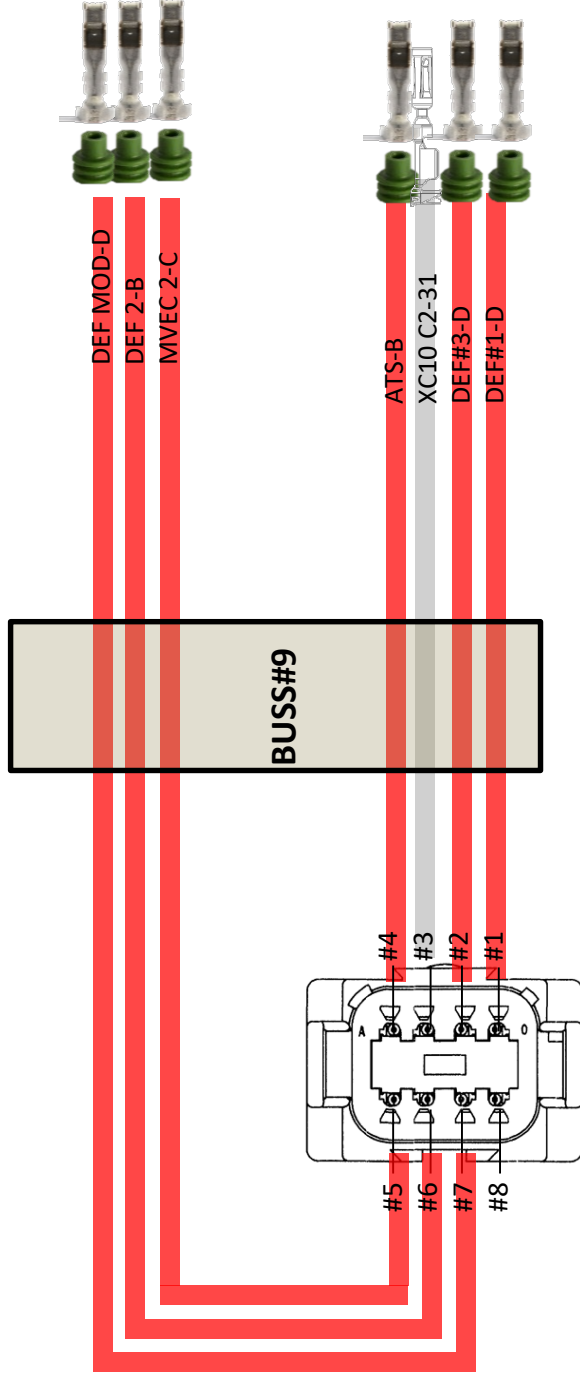 DEF MOD-D
DEF 2-B
MVEC 2-C
ATS-B
XC10 C2-31
DEF#3-D
DEF#1-D
BUSS#9
#4
#3
#2
#1
A
O
#5
#6
#7
#8